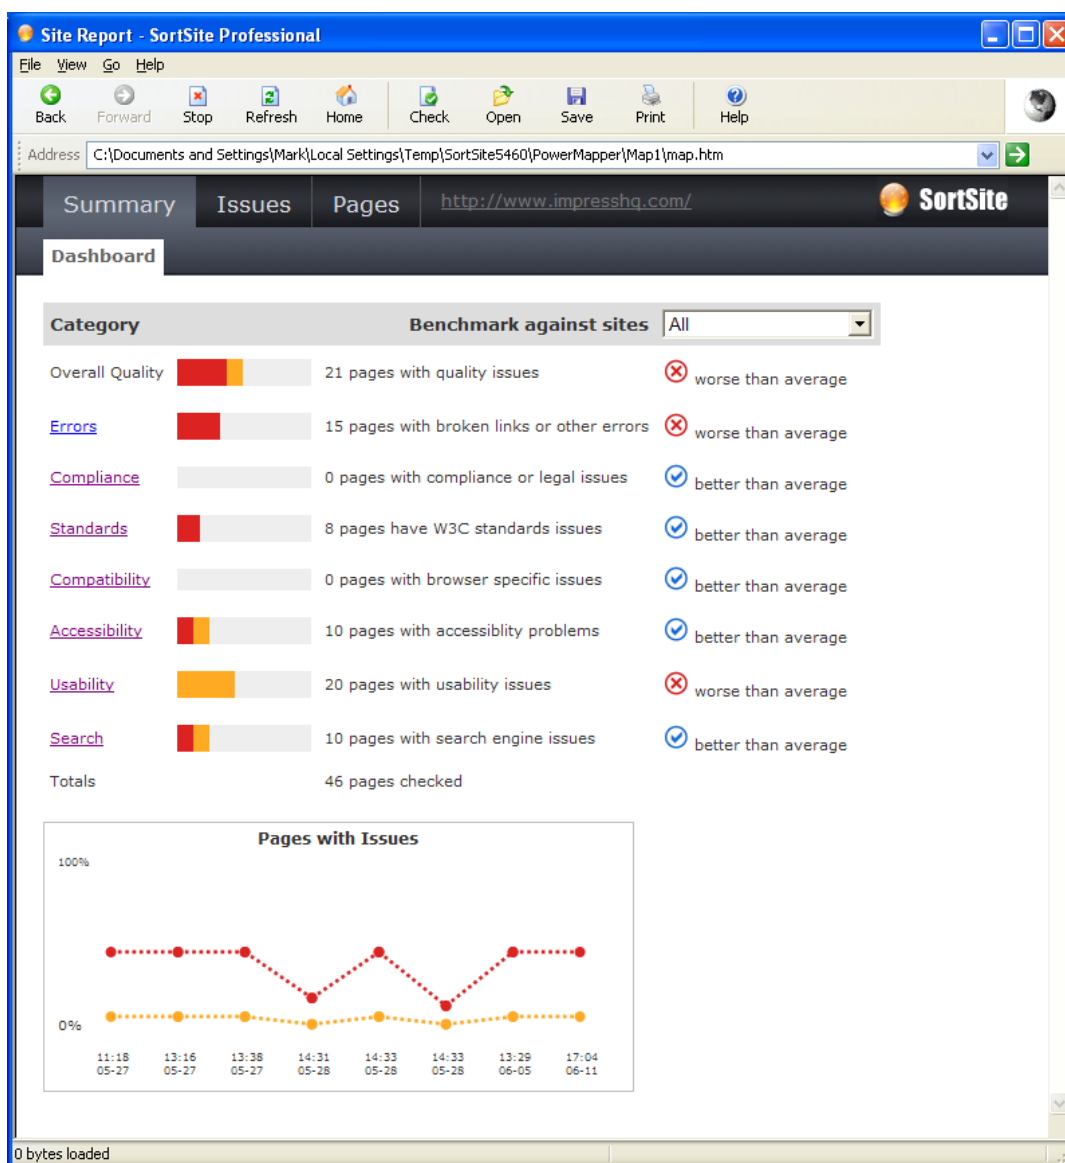 Site Report - SortSite Professional
File View Go Help
Back Forward Stop Refresh Home Check Open Save Print Help
Address C:\Documents and Settings\Mark\Local Settings\Temp\SortSite5460\PowerMapper\Map1\map.htm
Summary Issues Pages http://www.impresshq.com/ SortSite
Dashboard
Category Benchmark against sites All
Overall Quality 21 pages with quality issues worse than average
Errors 15 pages with broken links or other errors worse than average
Compliance 0 pages with compliance or legal issues better than average
Standards 8 pages have W3C standards issues better than average
Compatibility 0 pages with browser specific issues better than average
Accessibility 10 pages with accessiblity problems better than average
Usability 20 pages with usability issues worse than average
Search 10 pages with search engine issues better than average
Totals 46 pages checked
Pages with Issues
100%
0%
11:18 13:16 13:38 14:31 14:33 14:33 13:29 17:04
05-27 05-27 05-27 05-28 05-28 05-28 06-05 06-11
0 bytes loaded